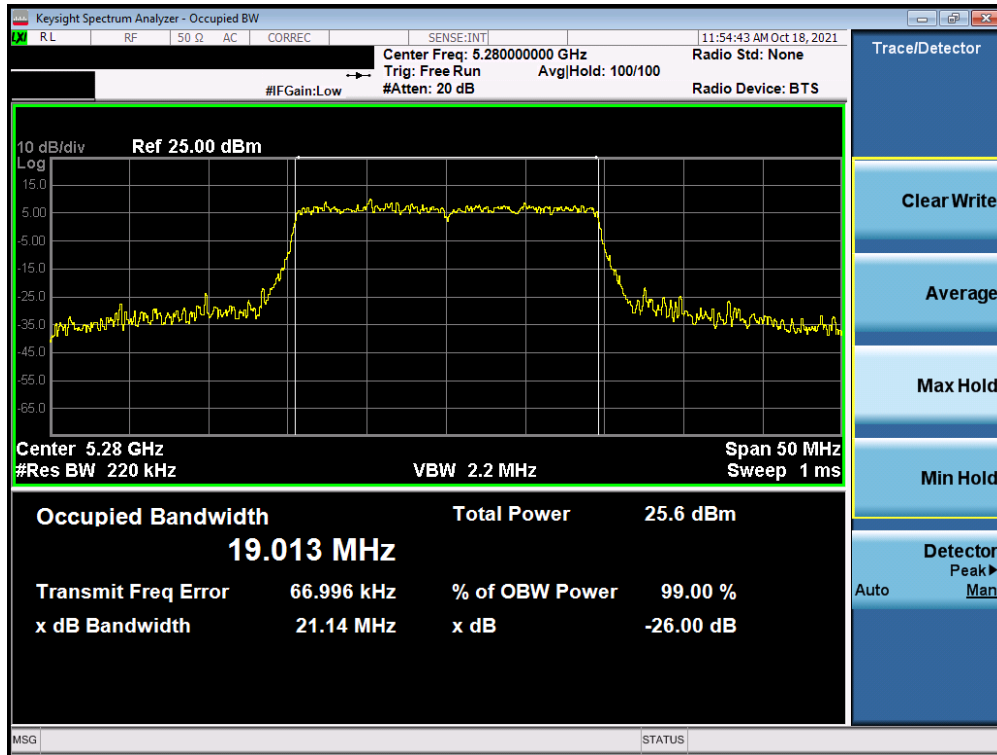 Keysight Spectrum Analyzer - Occupied BW
LXI RL RF 50 Ω AC CORREC SENSE:INT 11:54:43 AM Oct 18, 2021
Center Freq: 5.280000000 GHz Radio Std: None
Trig: Free Run Avg|Hold: 100/100
#IFGain:Low #Atten: 20 dB Radio Device: BTS
Trace/Detector
10 dB/div Ref 25.00 dBm
Log
15.0
5.00
-5.00
-15.0
-25.0
-35.0
-45.0
-55.0
-65.0
Center 5.28 GHz Span 50 MHz
#Res BW 220 kHz VBW 2.2 MHz Sweep 1 ms
Occupied Bandwidth Total Power 25.6 dBm
19.013 MHz
Transmit Freq Error 66.996 kHz % of OBW Power 99.00 %
x dB Bandwidth 21.14 MHz x dB -26.00 dB
Clear Write
Average
Max Hold
Min Hold
Detector
Peak▶
Auto Man
MSG STATUS